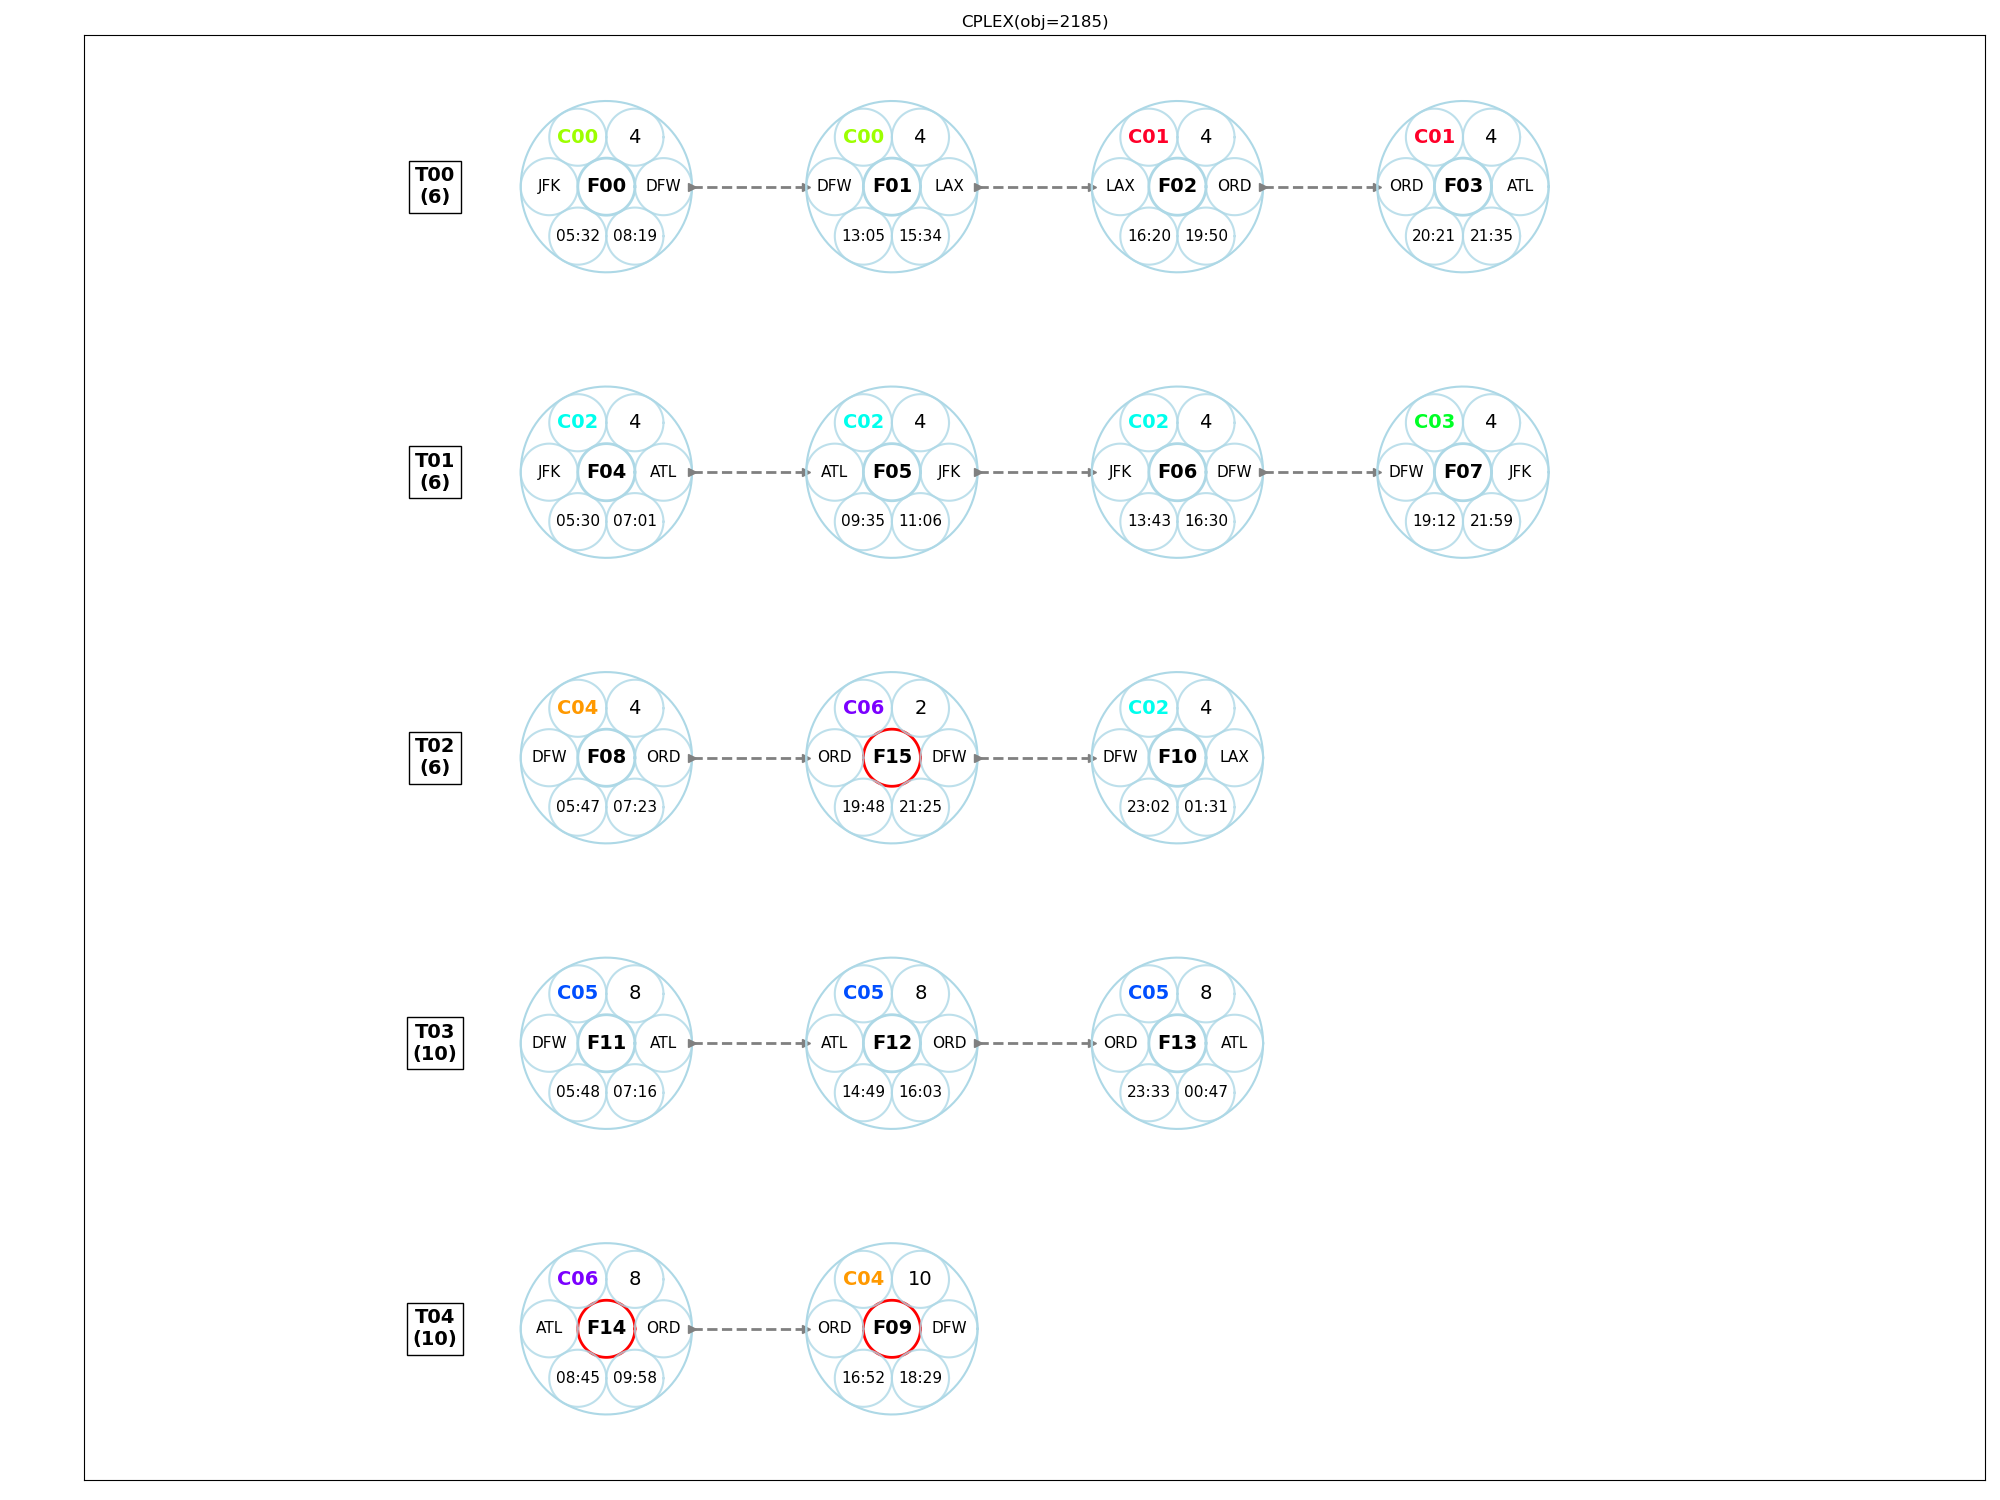 CPLEX(obj=2185)
T00
(6)
C00 4
JFK F00 DFW
05:32 08:19
C00 4
DFW F01 LAX
13:05 15:34
C01 4
LAX F02 ORD
16:20 19:50
C01 4
ORD F03 ATL
20:21 21:35
T01
(6)
C02 4
JFK F04 ATL
05:30 07:01
C02 4
ATL F05 JFK
09:35 11:06
C02 4
JFK F06 DFW
13:43 16:30
C03 4
DFW F07 JFK
19:12 21:59
T02
(6)
C04 4
DFW F08 ORD
05:47 07:23
C06 2
ORD F15 DFW
19:48 21:25
C02 4
DFW F10 LAX
23:02 01:31
T03
(10)
C05 8
DFW F11 ATL
05:48 07:16
C05 8
ATL F12 ORD
14:49 16:03
C05 8
ORD F13 ATL
23:33 00:47
T04
(10)
C06 8
ATL F14 ORD
08:45 09:58
C04 10
ORD F09 DFW
16:52 18:29